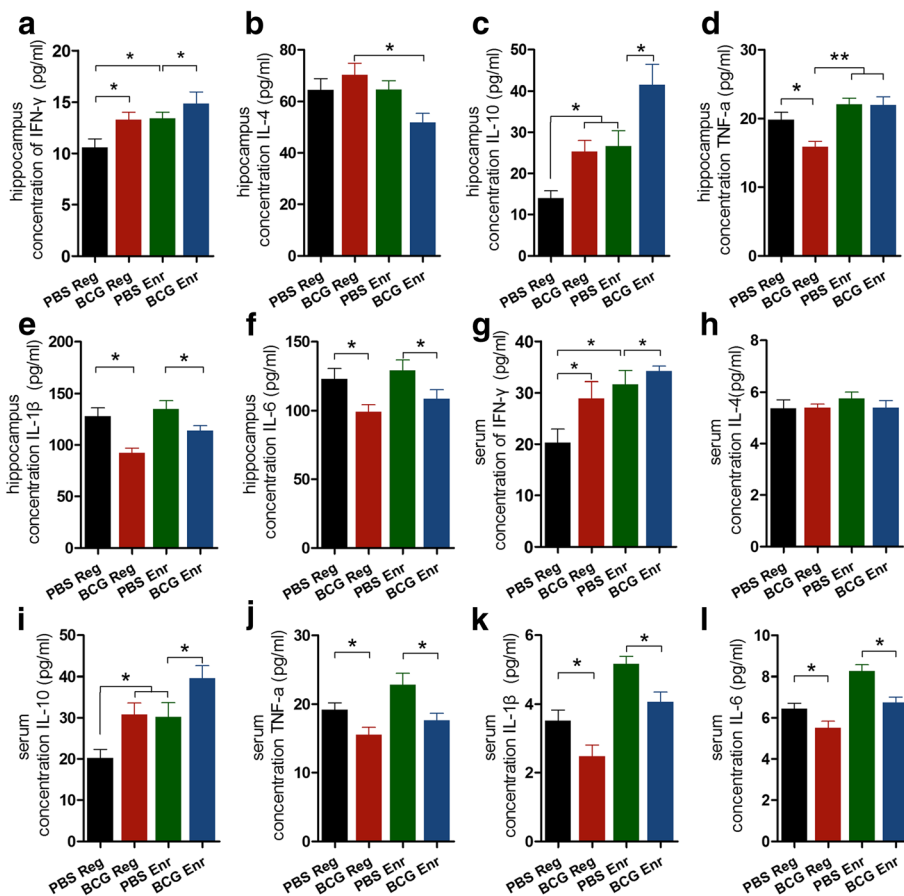 a
hippocampus
concentration of IFN-γ (pg/ml)
20
15
10
5
0
*
*
*
PBS Reg
BCG Reg
PBS Enr
BCG Enr
b
hippocampus
concentration IL-4 (pg/ml)
80
60
40
20
0
*
PBS Reg
BCG Reg
PBS Enr
BCG Enr
c
hippocampus
concentration IL-10 (pg/ml)
50
40
30
20
10
0
*
*
PBS Reg
BCG Reg
PBS Enr
BCG Enr
d
hippocampus
concentration TNF-a (pg/ml)
30
20
10
0
*
**
PBS Reg
BCG Reg
PBS Enr
BCG Enr
e
hippocampus
concentration IL-1β (pg/ml)
200
150
100
50
0
*
*
PBS Reg
BCG Reg
PBS Enr
BCG Enr
f
hippocampus
concentration IL-6 (pg/ml)
150
100
50
0
*
*
PBS Reg
BCG Reg
PBS Enr
BCG Enr
g
serum
concentration of IFN-γ (pg/ml)
40
30
20
10
0
*
*
*
PBS Reg
BCG Reg
PBS Enr
BCG Enr
h
serum
concentration IL-4(pg/ml)
8
6
4
2
0
PBS Reg
BCG Reg
PBS Enr
BCG Enr
i
serum
concentration IL-10 (pg/ml)
50
40
30
20
10
0
*
*
PBS Reg
BCG Reg
PBS Enr
BCG Enr
j
serum
concentration TNF-a (pg/ml)
30
20
10
0
*
*
PBS Reg
BCG Reg
PBS Enr
BCG Enr
k
serum
concentration IL-1β (pg/ml)
6
4
2
0
*
*
PBS Reg
BCG Reg
PBS Enr
BCG Enr
l
serum
concentration IL-6 (pg/ml)
10
8
6
4
2
0
*
*
PBS Reg
BCG Reg
PBS Enr
BCG Enr